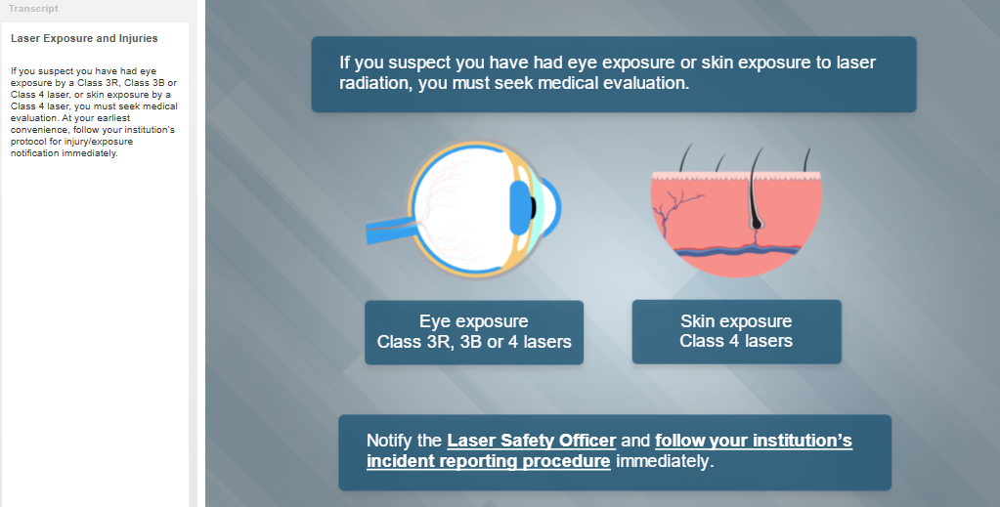 Transcript
Laser Exposure and Injuries
If you suspect you have had eye
exposure by a Class 3R, Class 3B or
Class 4 laser, or skin exposure by a
Class 4 laser, you must seek medical
evaluation. At your earliest
convenience, follow your institution's
protocol for injury/exposure
notification immediately.
If you suspect you have had eye exposure or skin exposure to laser
radiation, you must seek medical evaluation.
Eye exposure
Class 3R, 3B or 4 lasers
Skin exposure
Class 4 lasers
Notify the Laser Safety Officer and follow your institution’s
incident reporting procedure immediately.